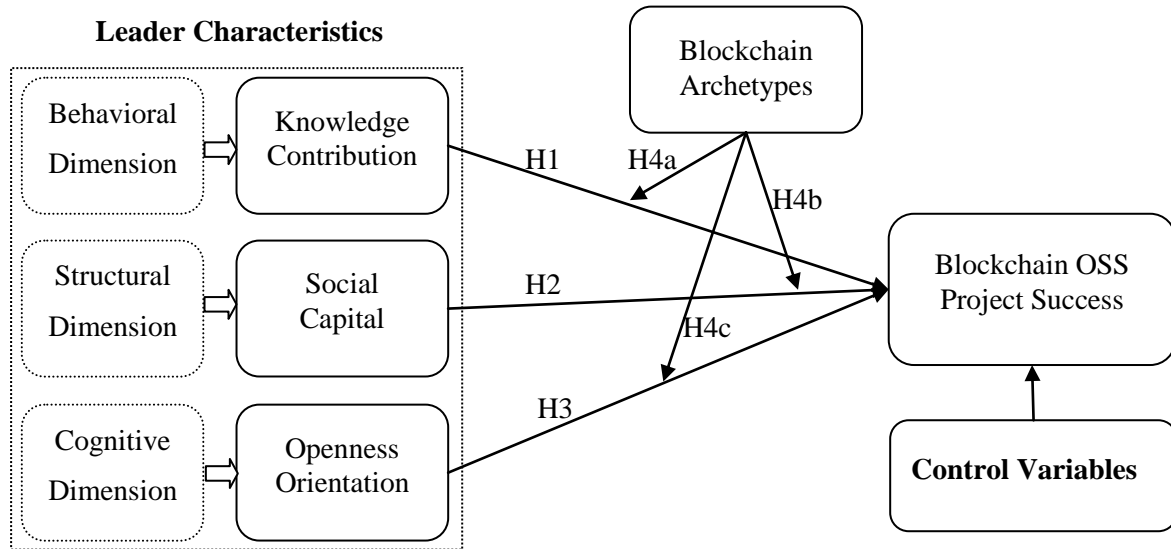 Leader Characteristics
Behavioral
Dimension
Knowledge
Contribution
Structural
Dimension
Social
Capital
Cognitive
Dimension
Openness
Orientation
Blockchain
Archetypes
H1
H4a
H4b
H2
H4c
H3
Blockchain OSS
Project Success
Control Variables